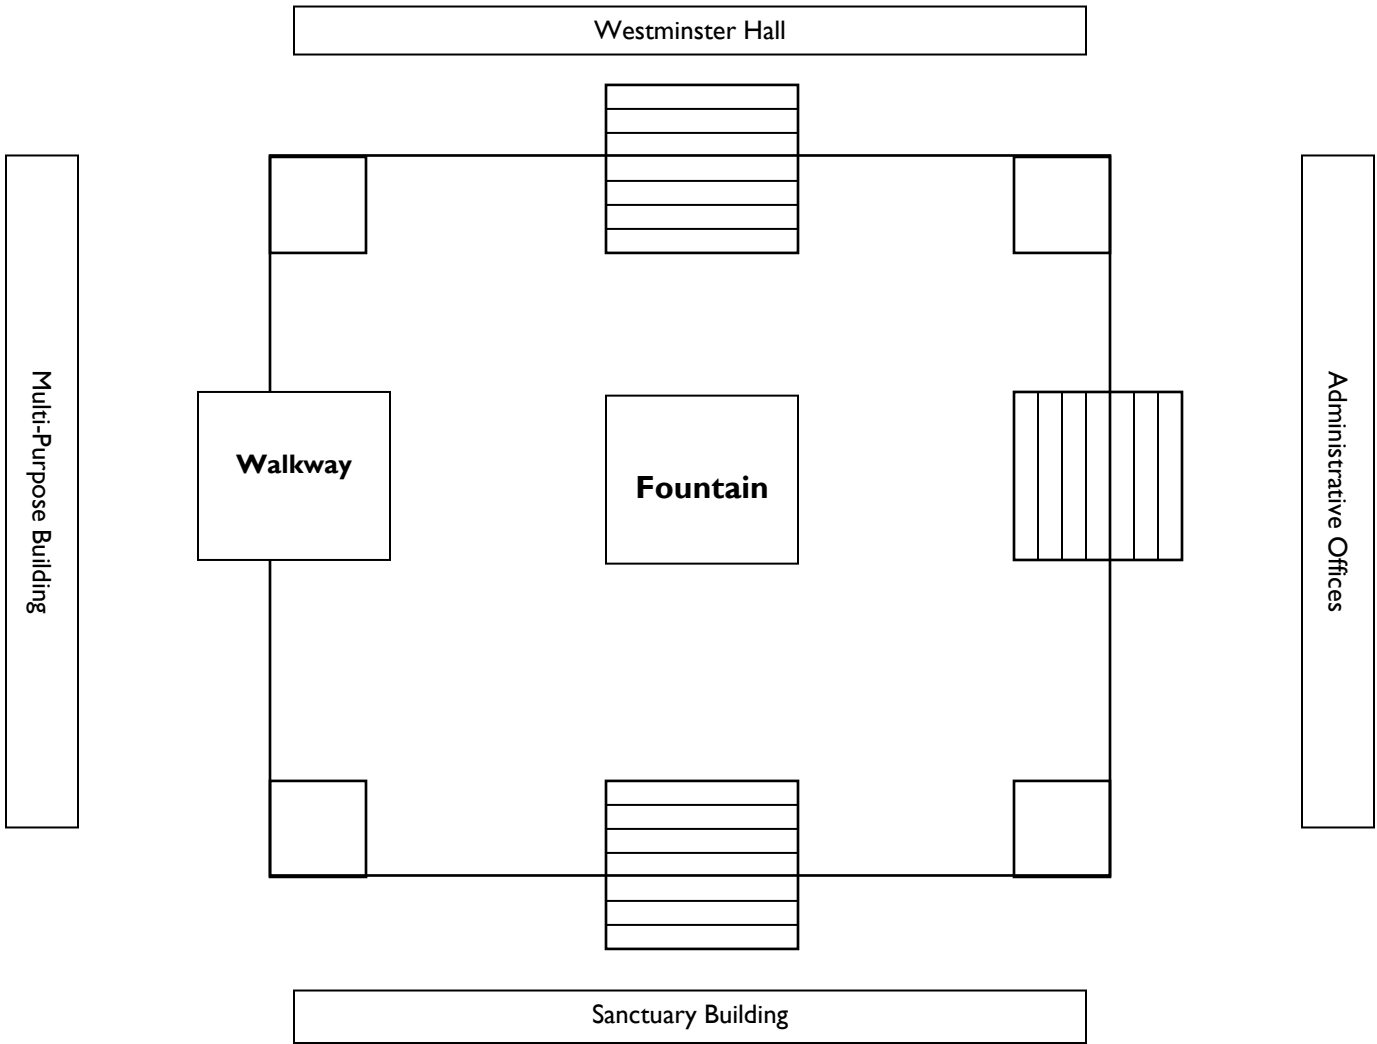 Westminster Hall
Multi-Purpose Building
Walkway
Fountain
Administrative Offices
Sanctuary Building